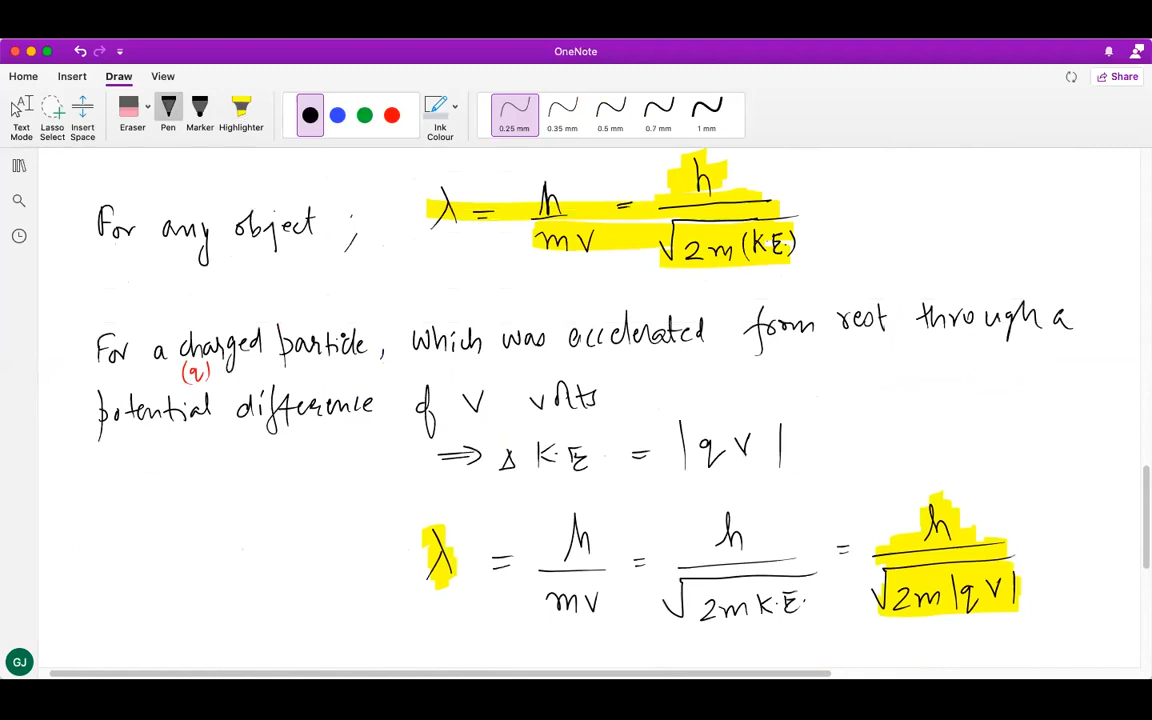 OneNote
Home Insert Draw View
Share
Text Mode
Lasso Select
Insert Space
Eraser
Pen
Marker
Highlighter
Ink Colour
0.25 mm
0.35 mm
0.5 mm
0.7 mm
1 mm
For any object ; λ = h/mv = h/√2m(KE)
For a charged particle, which was accelerated from rest through a
(q)
potential difference of V volts
⇒ Δ K.E = |qV|
λ = h/mv = h/√2mK.E. = h/√2m|qV|
GJ